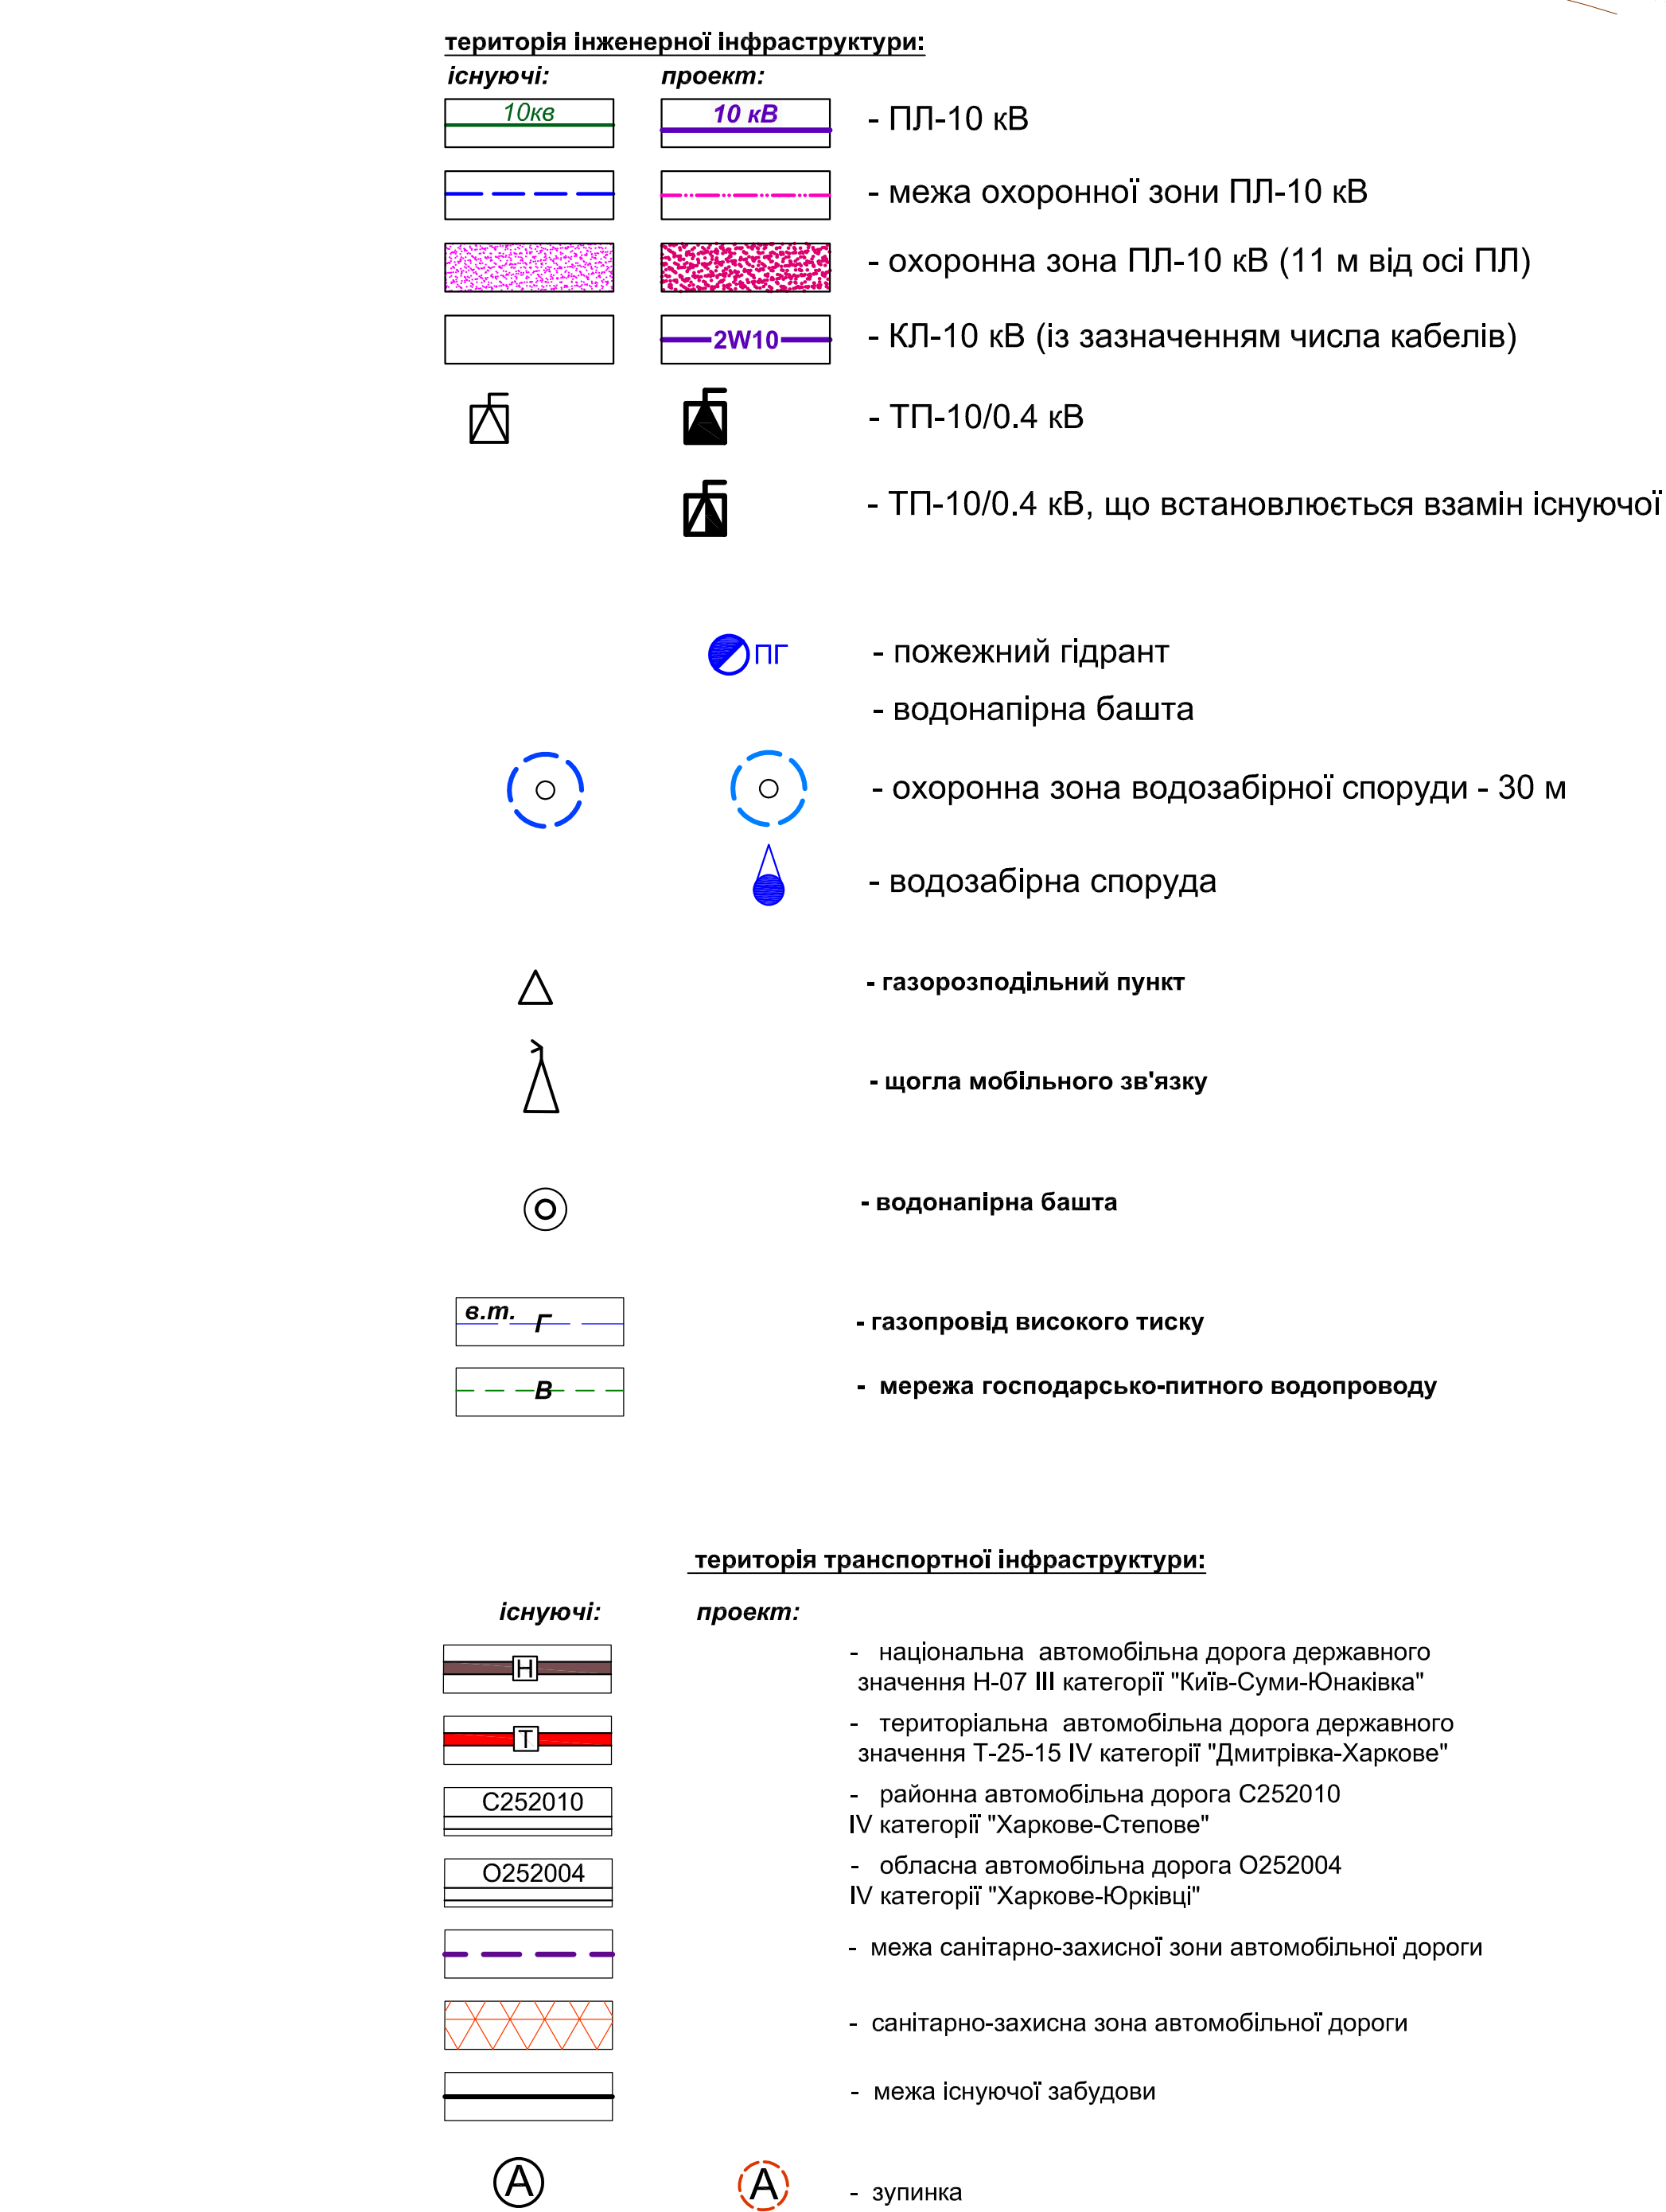 територія інженерної інфраструктури:
існуючі: проект:
10кв 10 кВ - ПЛ-10 кВ
- межа охоронної зони ПЛ-10 кВ
- охоронна зона ПЛ-10 кВ (11 м від осі ПЛ)
2W10 - КЛ-10 кВ (із зазначенням числа кабелів)
- ТП-10/0.4 кВ
- ТП-10/0.4 кВ, що встановлюється взамін існуючої
ПГ - пожежний гідрант
- водонапірна башта
- охоронна зона водозабірної споруди - 30 м
- водозабірна споруда
- газорозподільний пункт
- щогла мобільного зв'язку
- водонапірна башта
в.т. Г - газопровід високого тиску
В - мережа господарсько-питного водопроводу
територія транспортної інфраструктури:
існуючі: проект:
Н - національна автомобільна дорога державного
значення Н-07 ІІІ категорії "Київ-Суми-Юнаківка"
Т - територіальна автомобільна дорога державного
значення Т-25-15 IV категорії "Дмитрівка-Харкове"
С252010 - районна автомобільна дорога С252010
IV категорії "Харкове-Степове"
О252004 - обласна автомобільна дорога О252004
IV категорії "Харкове-Юрківці"
- межа санітарно-захисної зони автомобільної дороги
- санітарно-захисна зона автомобільної дороги
- межа існуючої забудови
А А - зупинка